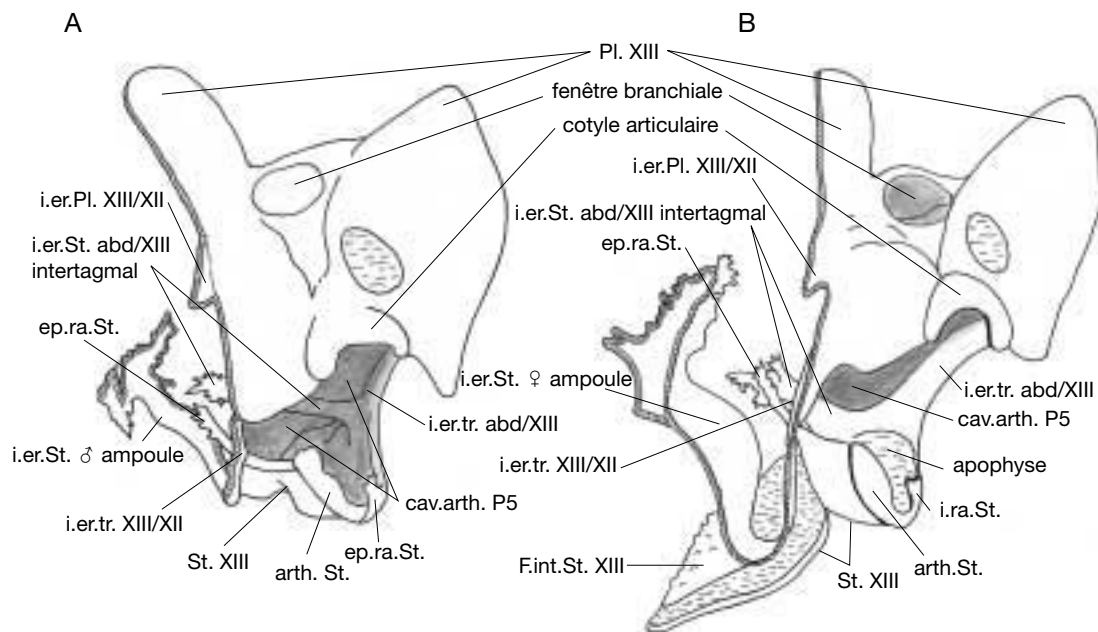 A
B
Pl. XIII
fenêtre branchiale
cotyle articulaire
i.er.Pl. XIII/XII
i.er.St. abd/XIII
intertagmal
ep.ra.St.
i.er.St. ♂ ampoule
i.er.tr. XIII/XII
St. XIII
arth. St.
ep.ra.St.
cav.arth. P5
i.er.tr. abd/XIII
i.er.Pl. XIII/XII
i.er.St. abd/XIII intertagmal
ep.ra.St.
i.er.St. ♀ ampoule
i.er.tr. XIII/XII
F.int.St. XIII
St. XIII
arth.St.
i.ra.St.
apophyse
cav.arth. P5
i.er.tr. abd/XIII